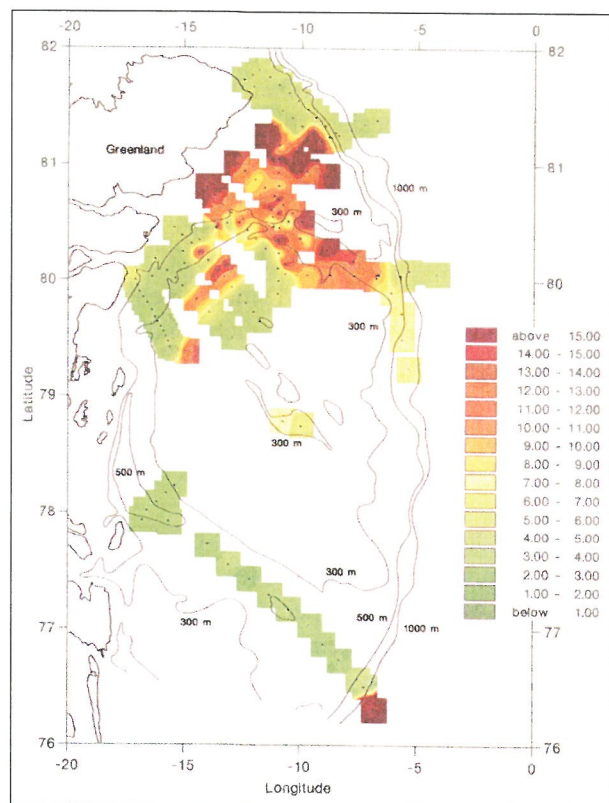 -20 -15 -10 -5 0
82 82
Greenland
81 81
1000 m
300 m
80 80
300 m
above 15.00
14.00 - 15.00
13.00 - 14.00
12.00 - 13.00
11.00 - 12.00
10.00 - 11.00
9.00 - 10.00
8.00 - 9.00
7.00 - 8.00
6.00 - 7.00
5.00 - 6.00
4.00 - 5.00
3.00 - 4.00
2.00 - 3.00
1.00 - 2.00
below 1.00
79
Latitude
300 m
500 m
78
300 m
500 m
77 77
300 m
1000 m
76 76
-20 -15 -10 -5 0
Longitude